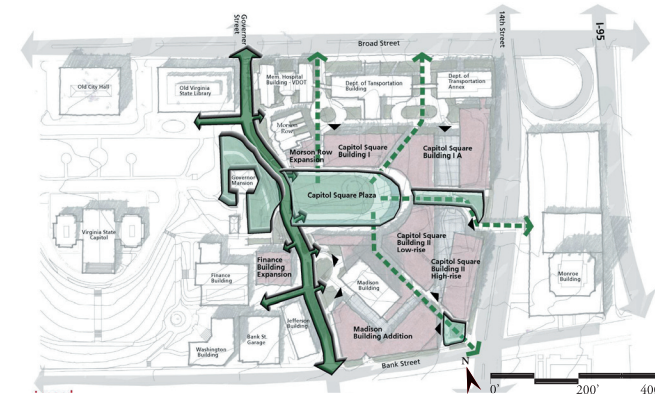 Governor
Street
14th Street
I-95
Broad Street
Old City Hall
Old Virginia
State Library
Mem. Hospital
Building - VDOT
Dept. of Tansportation
Building
Dept. of
Transportation
Annex
Morson
Row
Morson Row
Expansion
Capitol Square
Building I
Capitol Square
Building I A
Governor
Mansion
Capitol Square Plaza
Virginia State
Capitol
Capitol Square
Building II
Low-rise
Capitol Square
Building II
High-rise
Finance
Building
Expansion
Finance
Building
Madison
Building
Monroe
Building
Jefferson
Building
Bank St.
Garage
Washington
Building
Madison
Building Addition
Bank Street
N
0'
200'
400